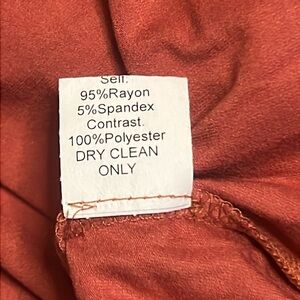 Self:
95%Rayon
5%Spandex
Contrast.
100%Polyester
DRY CLEAN
ONLY